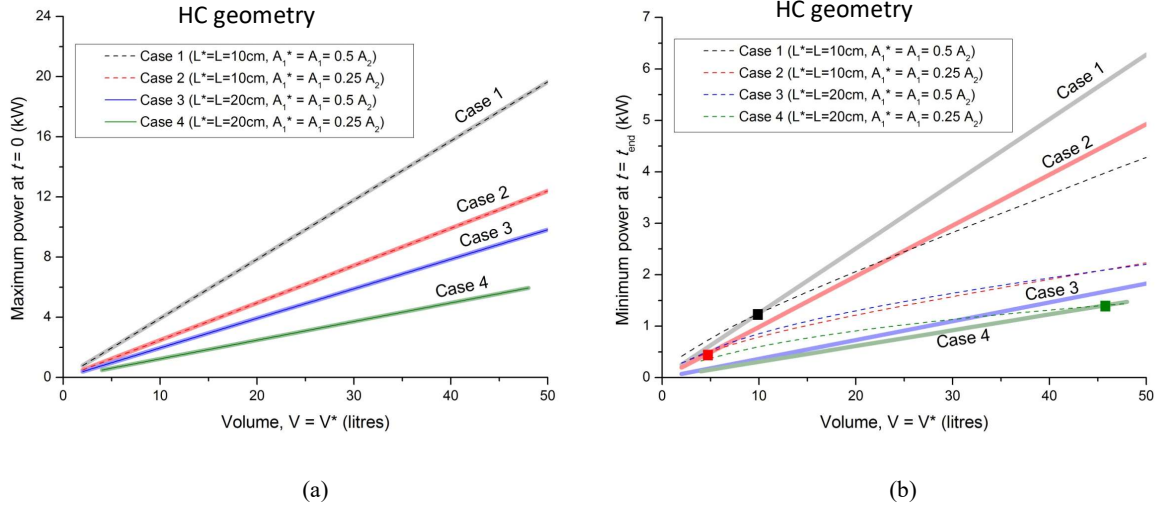 HC geometry
Case 1 (L*=L=10cm, A₁* = A₁= 0.5 A₂)
Case 2 (L*=L=10cm, A₁* = A₁= 0.25 A₂)
Case 3 (L*=L=20cm, A₁* = A₁= 0.5 A₂)
Case 4 (L*=L=20cm, A₁* = A₁= 0.25 A₂)
Case 1
Case 2
Case 3
Case 4
Maximum power at t = 0 (kW)
24
20
16
12
8
4
0
0 10 20 30 40 50
Volume, V = V* (litres)
(a)
HC geometry
Case 1 (L*=L=10cm, A₁* = A₁= 0.5 A₂)
Case 2 (L*=L=10cm, A₁* = A₁= 0.25 A₂)
Case 3 (L*=L=20cm, A₁* = A₁= 0.5 A₂)
Case 4 (L*=L=20cm, A₁* = A₁= 0.25 A₂)
Case 1
Case 2
Case 3
Case 4
Minimum power at t = t_end (kW)
7
6
5
4
3
2
1
0
0 10 20 30 40 50
Volume, V = V* (litres)
(b)